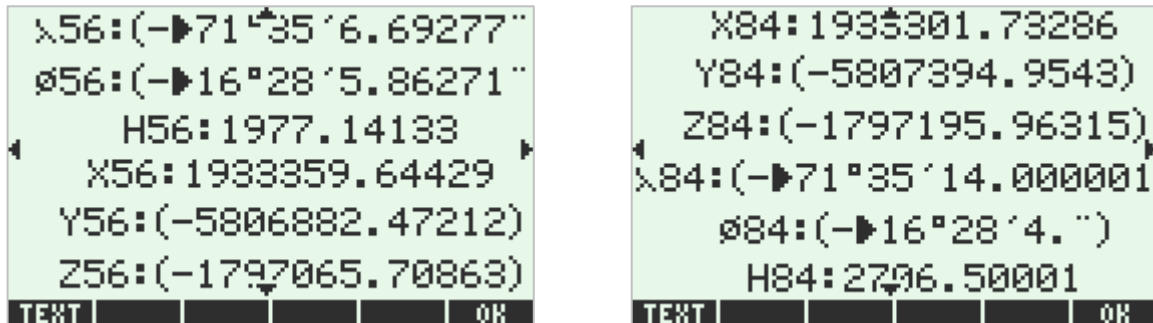 λ56:(-▶71°35´6.69277¨
Ø56:(-▶16°28´5.86271¨
H56:1977.14133
X56:1933359.64429
Y56:(-5806882.47212)
Z56:(-1797065.70863)
TEXT OK
X84:1933301.73286
Y84:(-5807394.9543)
Z84:(-1797195.96315)
λ84:(-▶71°35´14.000001
Ø84:(-▶16°28´4.¨)
H84:2796.50001
TEXT OK